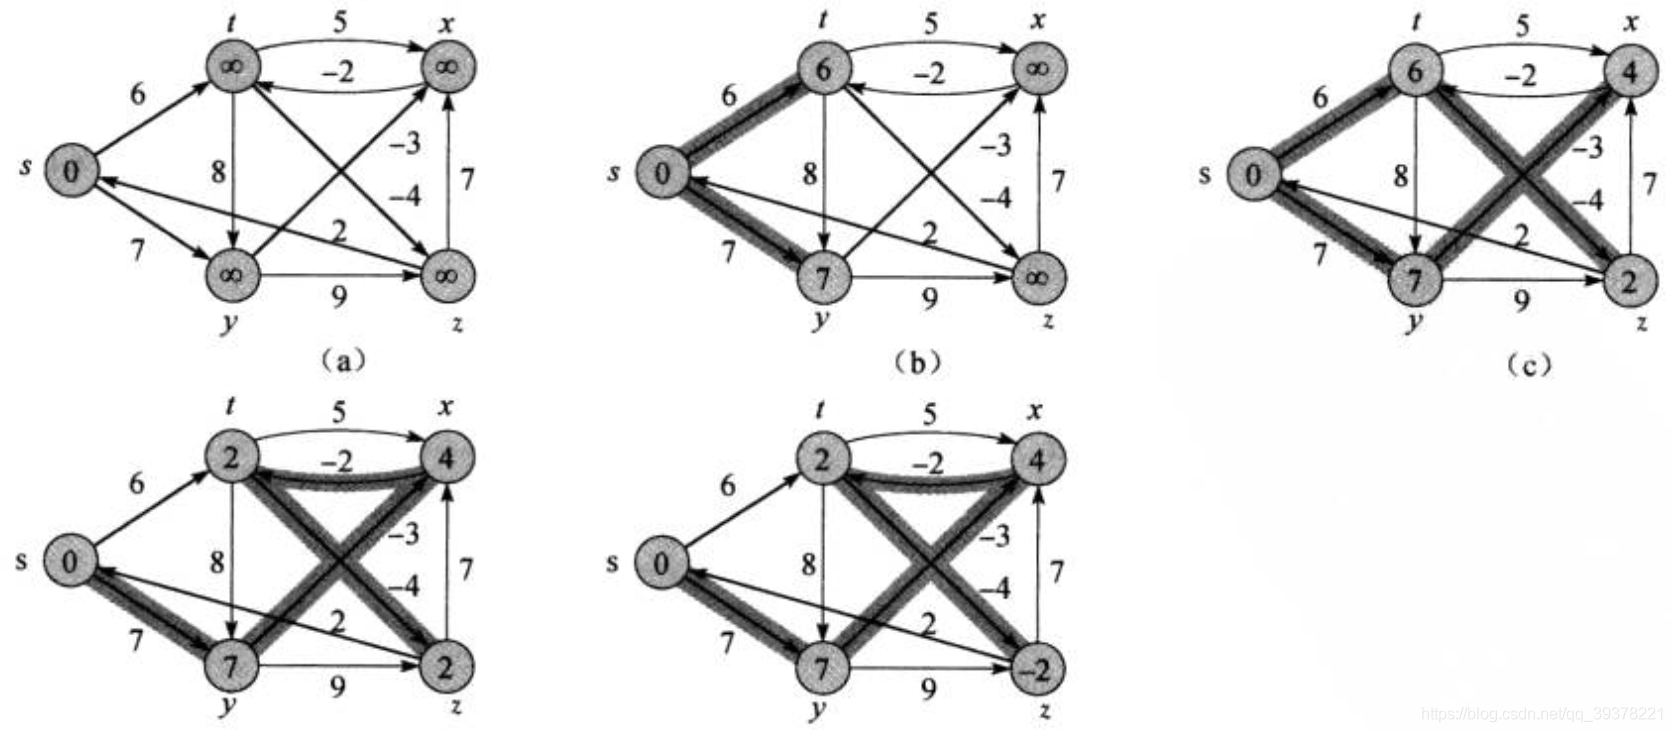 t 5 x
∞ -2 ∞
6
s 0 8 -3 7
-4
7 2
∞ 9 ∞
y z
(a)
t 5 x
6 -2 ∞
6
s 0 8 -3 7
-4
7 2
7 9 ∞
y z
(b)
t 5 x
6 -2 4
6
s 0 8 -3 7
-4
7 2
7 9 2
y z
(c)
t 5 x
2 -2 4
6
s 0 8 -3 7
-4
7 2
7 9 2
y z
t 5 x
2 -2 4
6
s 0 8 -3 7
-4
7 2
7 9 -2
y z
https://blog.csdn.net/qq_39378221